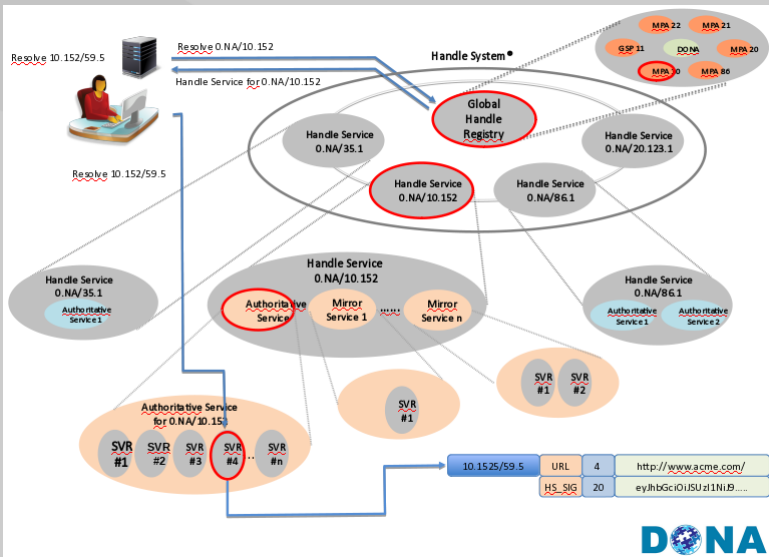 MPA 22
MPA 21
GSP 11
DONA
MPA 20
MPA 86
Resolve 0.NA/10.152
Resolve 10.152/59.5
Handle System®
Handle Service for 0.NA/10.152
Global
Handle
Registry
Handle Service
0.NA/35.1
Handle Service
0.NA/20.123.1
Resolve 10.152/59.5
Handle Service
0.NA/10.152
Handle Service
0.NA/86.1
Handle Service
0.NA/10.152
Handle Service
0.NA/35.1
Authoritative
Service 1
Authoritative
Service
Mirror
Service 1
......
Mirror
Service n
Handle Service
0.NA/86.1
Authoritative
Service 1
Authoritative
Service 2
SVR
#1
SVR
#1
SVR
#2
Authoritative Service
for 0.NA/10.152
SVR
#1
SVR
#2
SVR
#3
SVR
#4
..
SVR
#n
10.1525/59.5 URL 4 http://www.acme.com/
HS_SIG 20
DONA